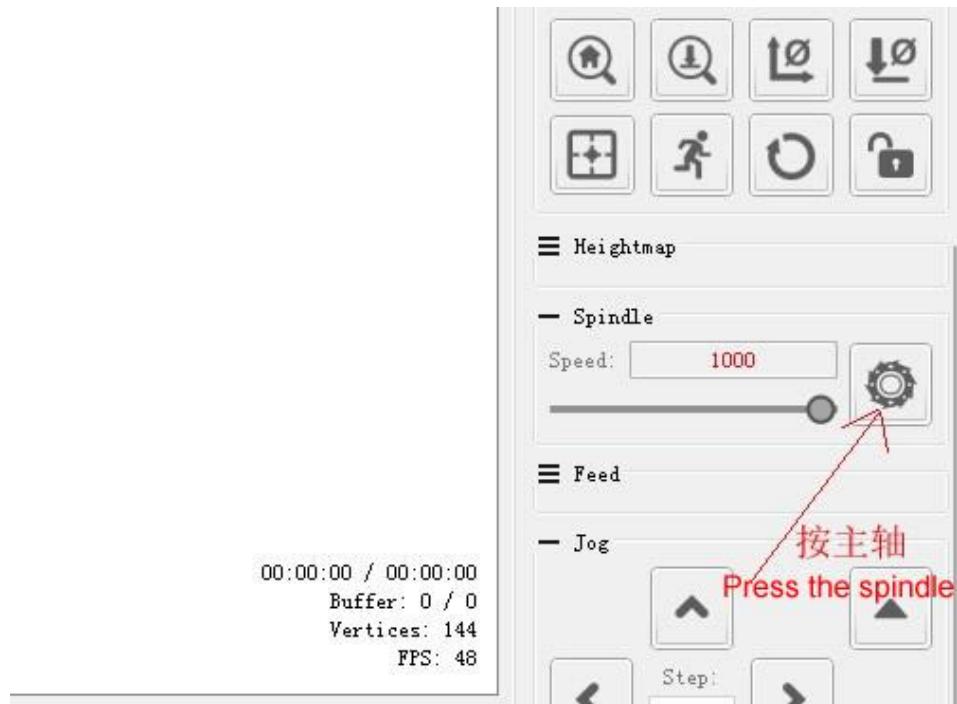 Heightmap
Spindle
Speed: 1000
Feed
Jog
按主轴
Press the spindle
00:00:00 / 00:00:00
Buffer: 0 / 0
Vertices: 144
FPS: 48
Step: